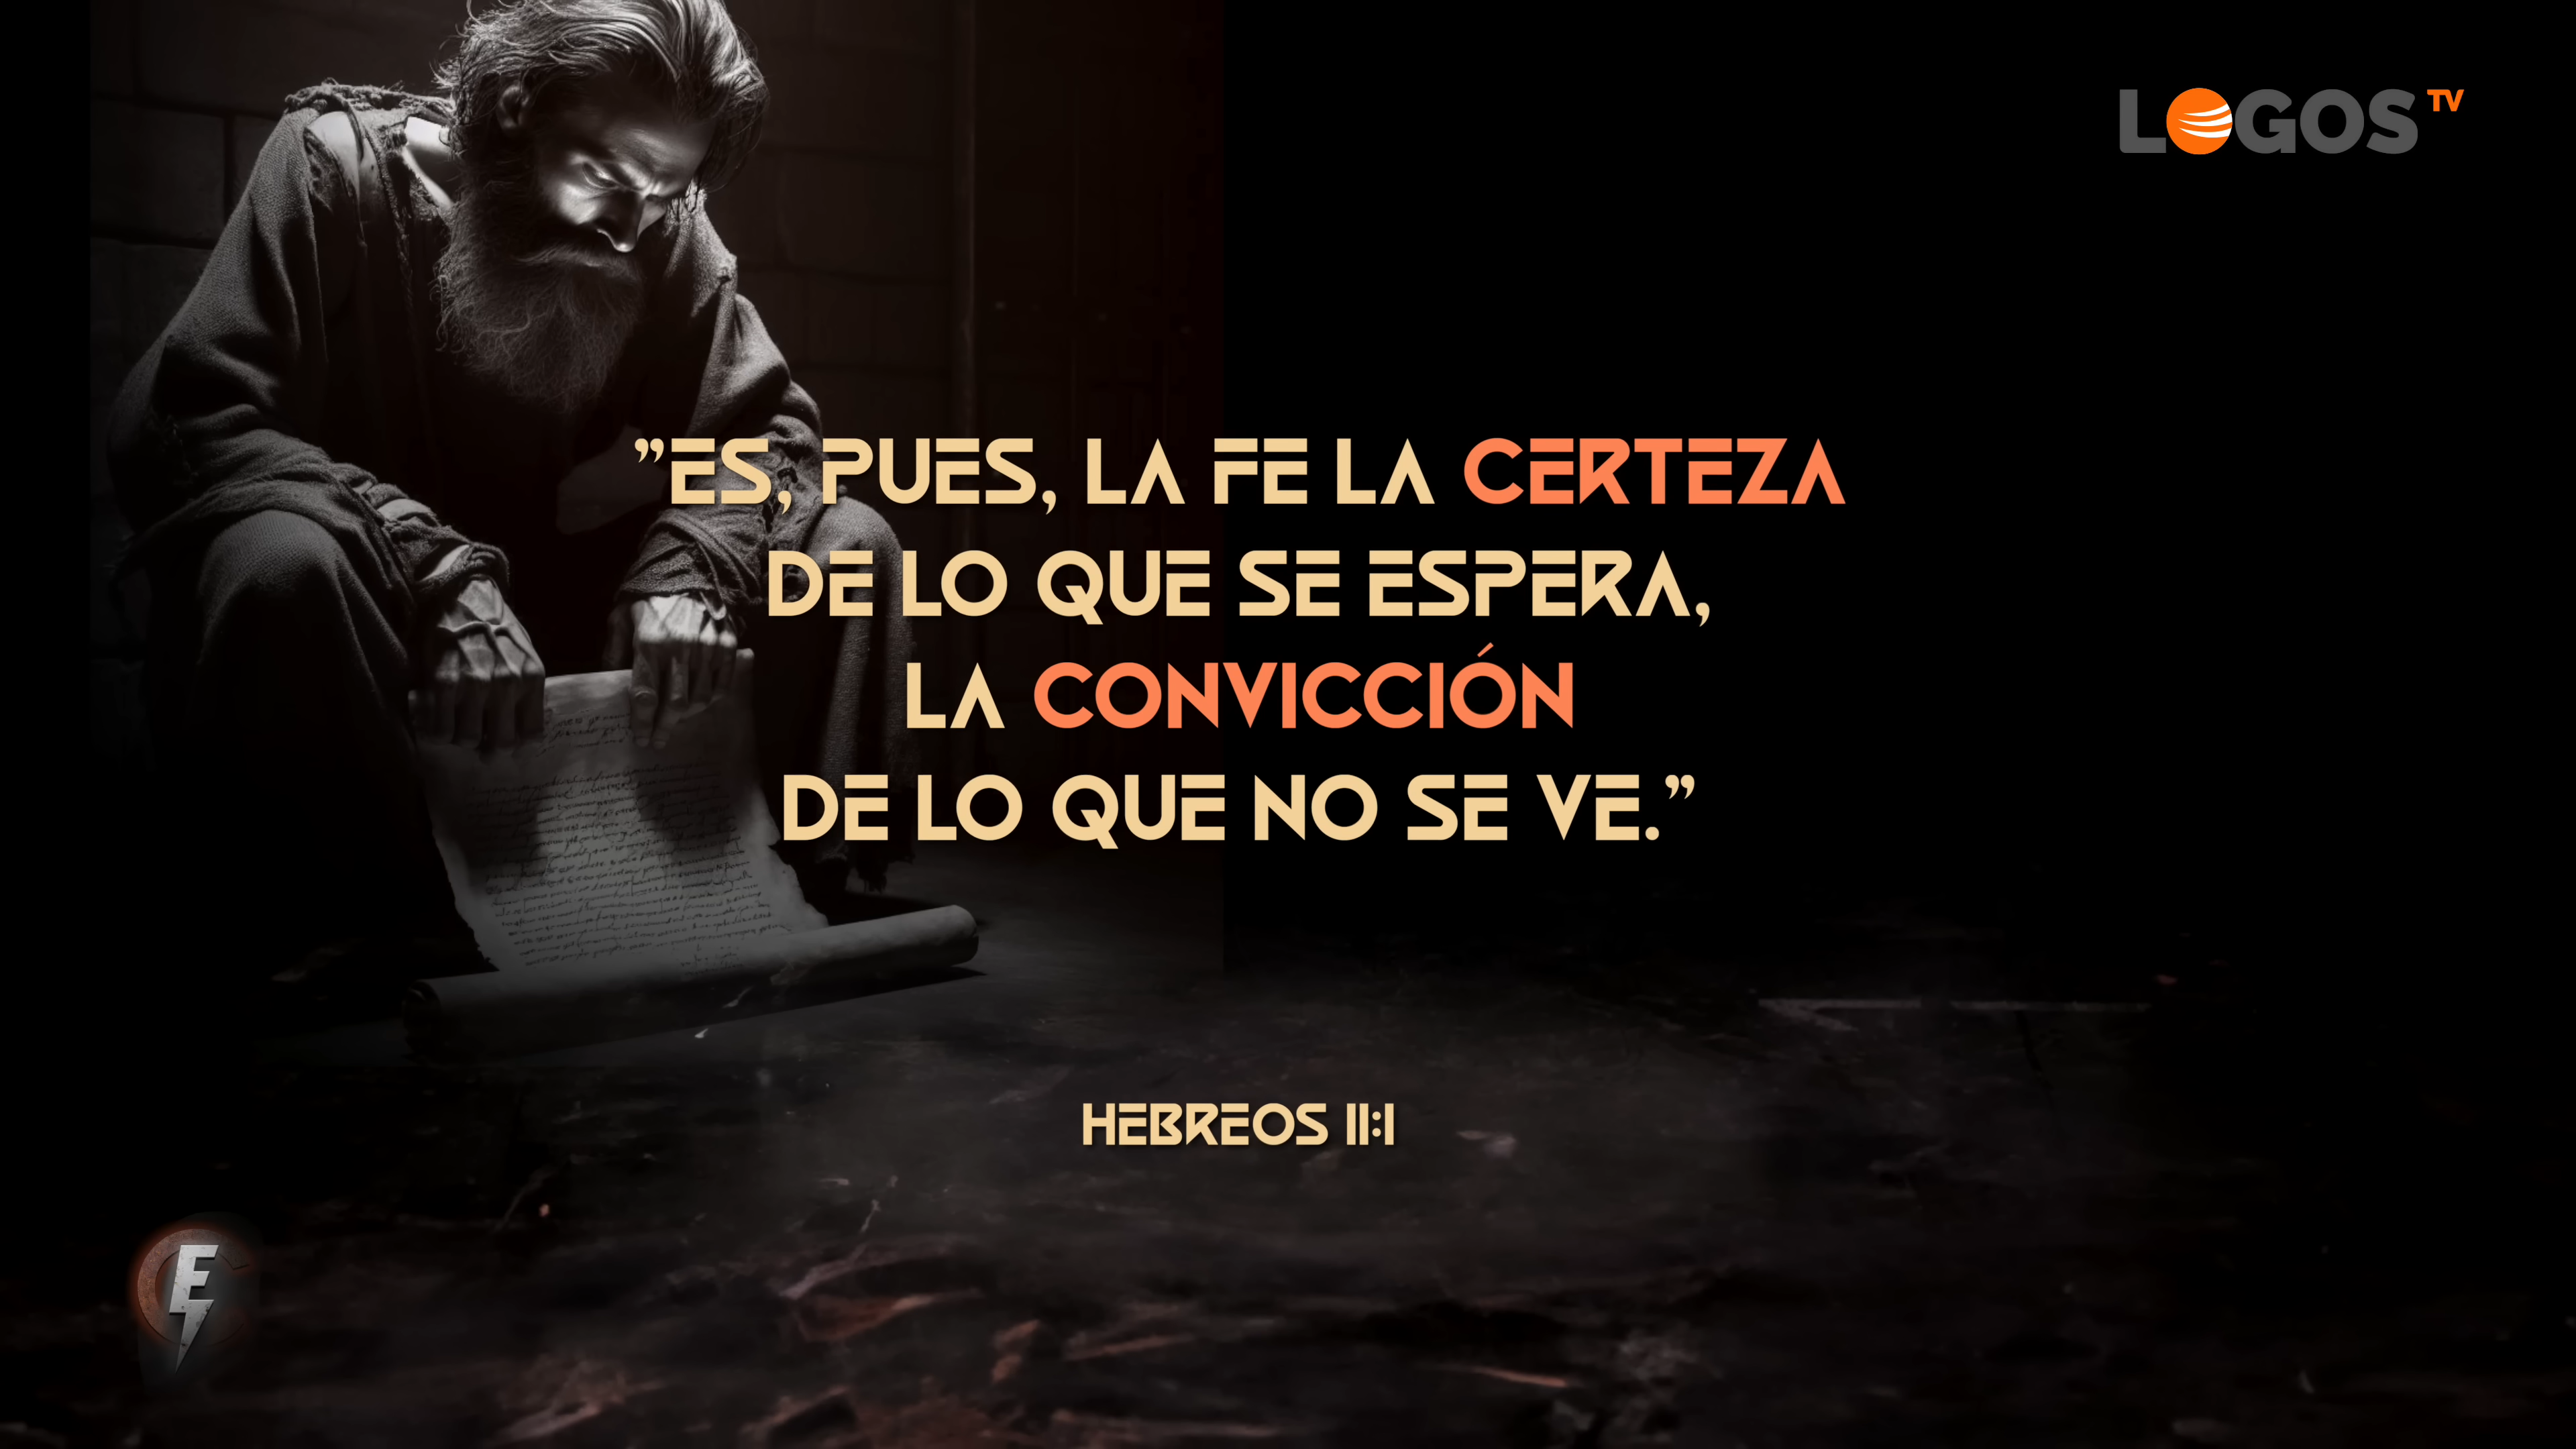 LOGOS TV
”ES, PUES, LA FE LA CERTEZA
DE LO QUE SE ESPERA,
LA CONVICCIÓN
DE LO QUE NO SE VE.”
HEBREOS 11:1
E